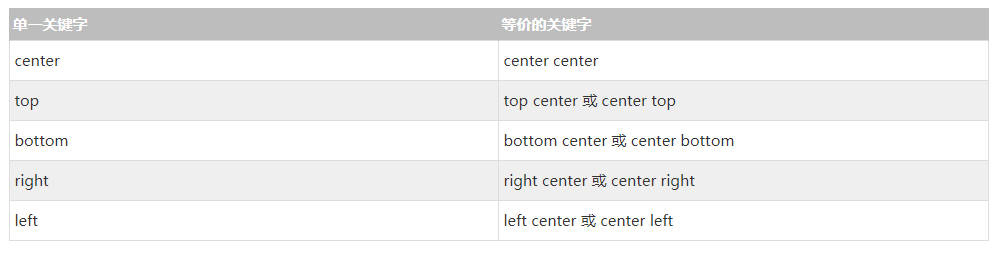 单一关键字 等价的关键字
center center center
top top center 或 center top
bottom bottom center 或 center bottom
right right center 或 center right
left left center 或 center left